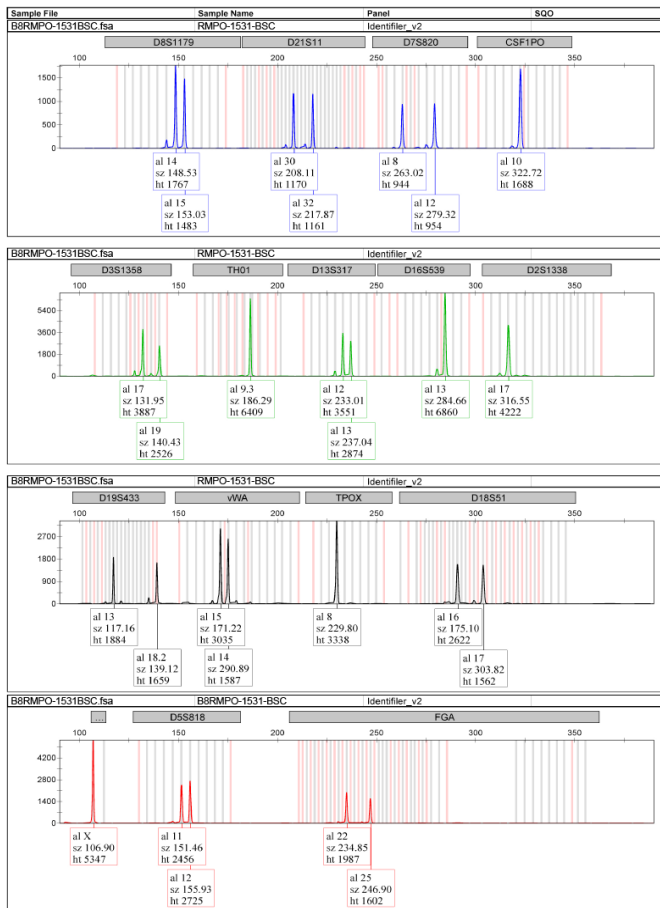 Sample File Sample Name Panel SQO
B8RMPO-1531BSC.fsa RMPO-1531-BSC Identifiler_v2
D8S1179 D21S11 D7S820 CSF1PO
100 150 200 250 300 350
1500
1000
500
0
al 14
sz 148.53
ht 1767
al 30
sz 208.11
ht 1170
al 8
sz 263.02
ht 944
al 10
sz 322.72
ht 1688
al 15
sz 153.03
ht 1483
al 32
sz 217.87
ht 1161
al 12
sz 279.32
ht 954
B8RMPO-1531BSC.fsa RMPO-1531-BSC Identifiler_v2
D3S1358 TH01 D13S317 D16S539 D2S1338
100 150 200 250 300 350
5400
3600
1800
0
al 17
sz 131.95
ht 3887
al 9.3
sz 186.29
ht 6409
al 12
sz 233.01
ht 3551
al 13
sz 284.66
ht 6860
al 17
sz 316.55
ht 4222
al 19
sz 140.43
ht 2526
al 13
sz 237.04
ht 2874
B8RMPO-1531BSC.fsa RMPO-1531-BSC Identifiler_v2
D19S433 vWA TPOX D18S51
100 150 200 250 300 350
2700
1800
900
0
al 13
sz 117.16
ht 1884
al 15
sz 171.22
ht 3035
al 8
sz 229.80
ht 3338
al 16
sz 175.10
ht 2622
al 18.2
sz 139.12
ht 1659
al 14
sz 290.89
ht 1587
al 17
sz 303.82
ht 1562
B8RMPO-1531BSC.fsa B8RMPO-1531-BSC Identifiler_v2
... D5S818 FGA
100 150 200 250 300 350
4200
2800
1400
0
al X
sz 106.90
ht 5347
al 11
sz 151.46
ht 2456
al 22
sz 234.85
ht 1987
al 12
sz 155.93
ht 2725
al 25
sz 246.90
ht 1602